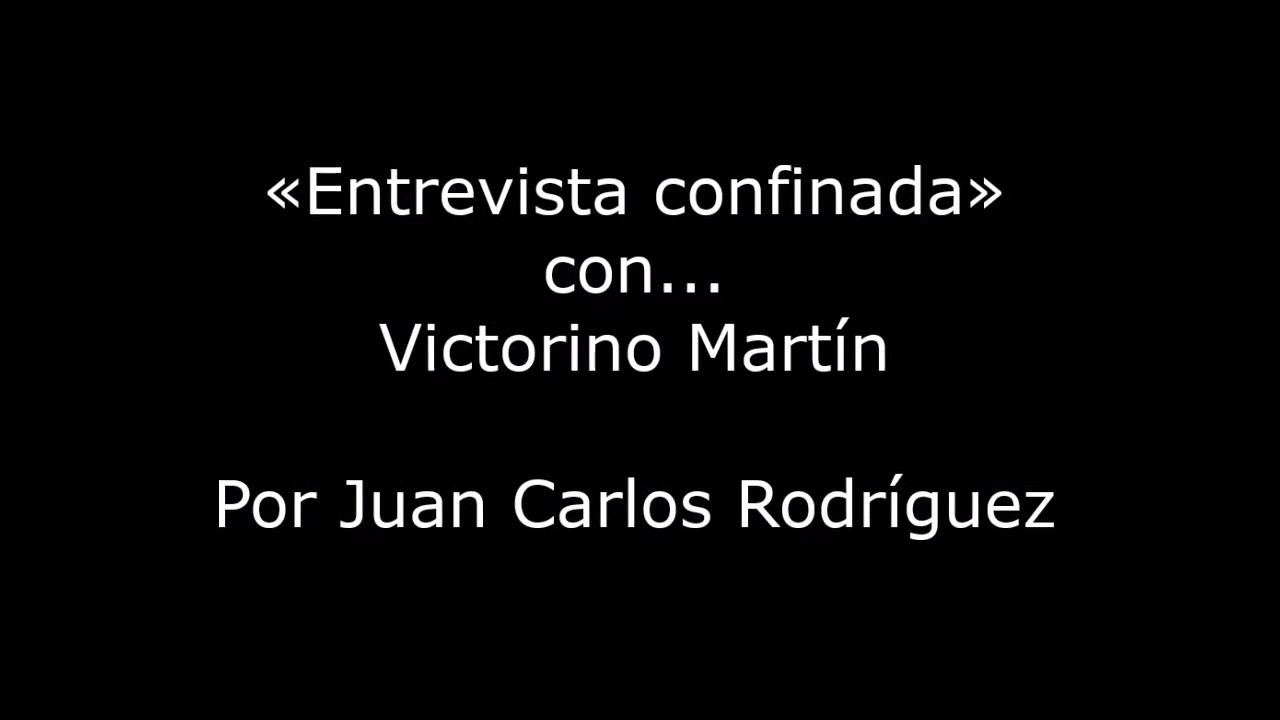 «Entrevista confinada»
con...
Victorino Martín
Por Juan Carlos Rodríguez